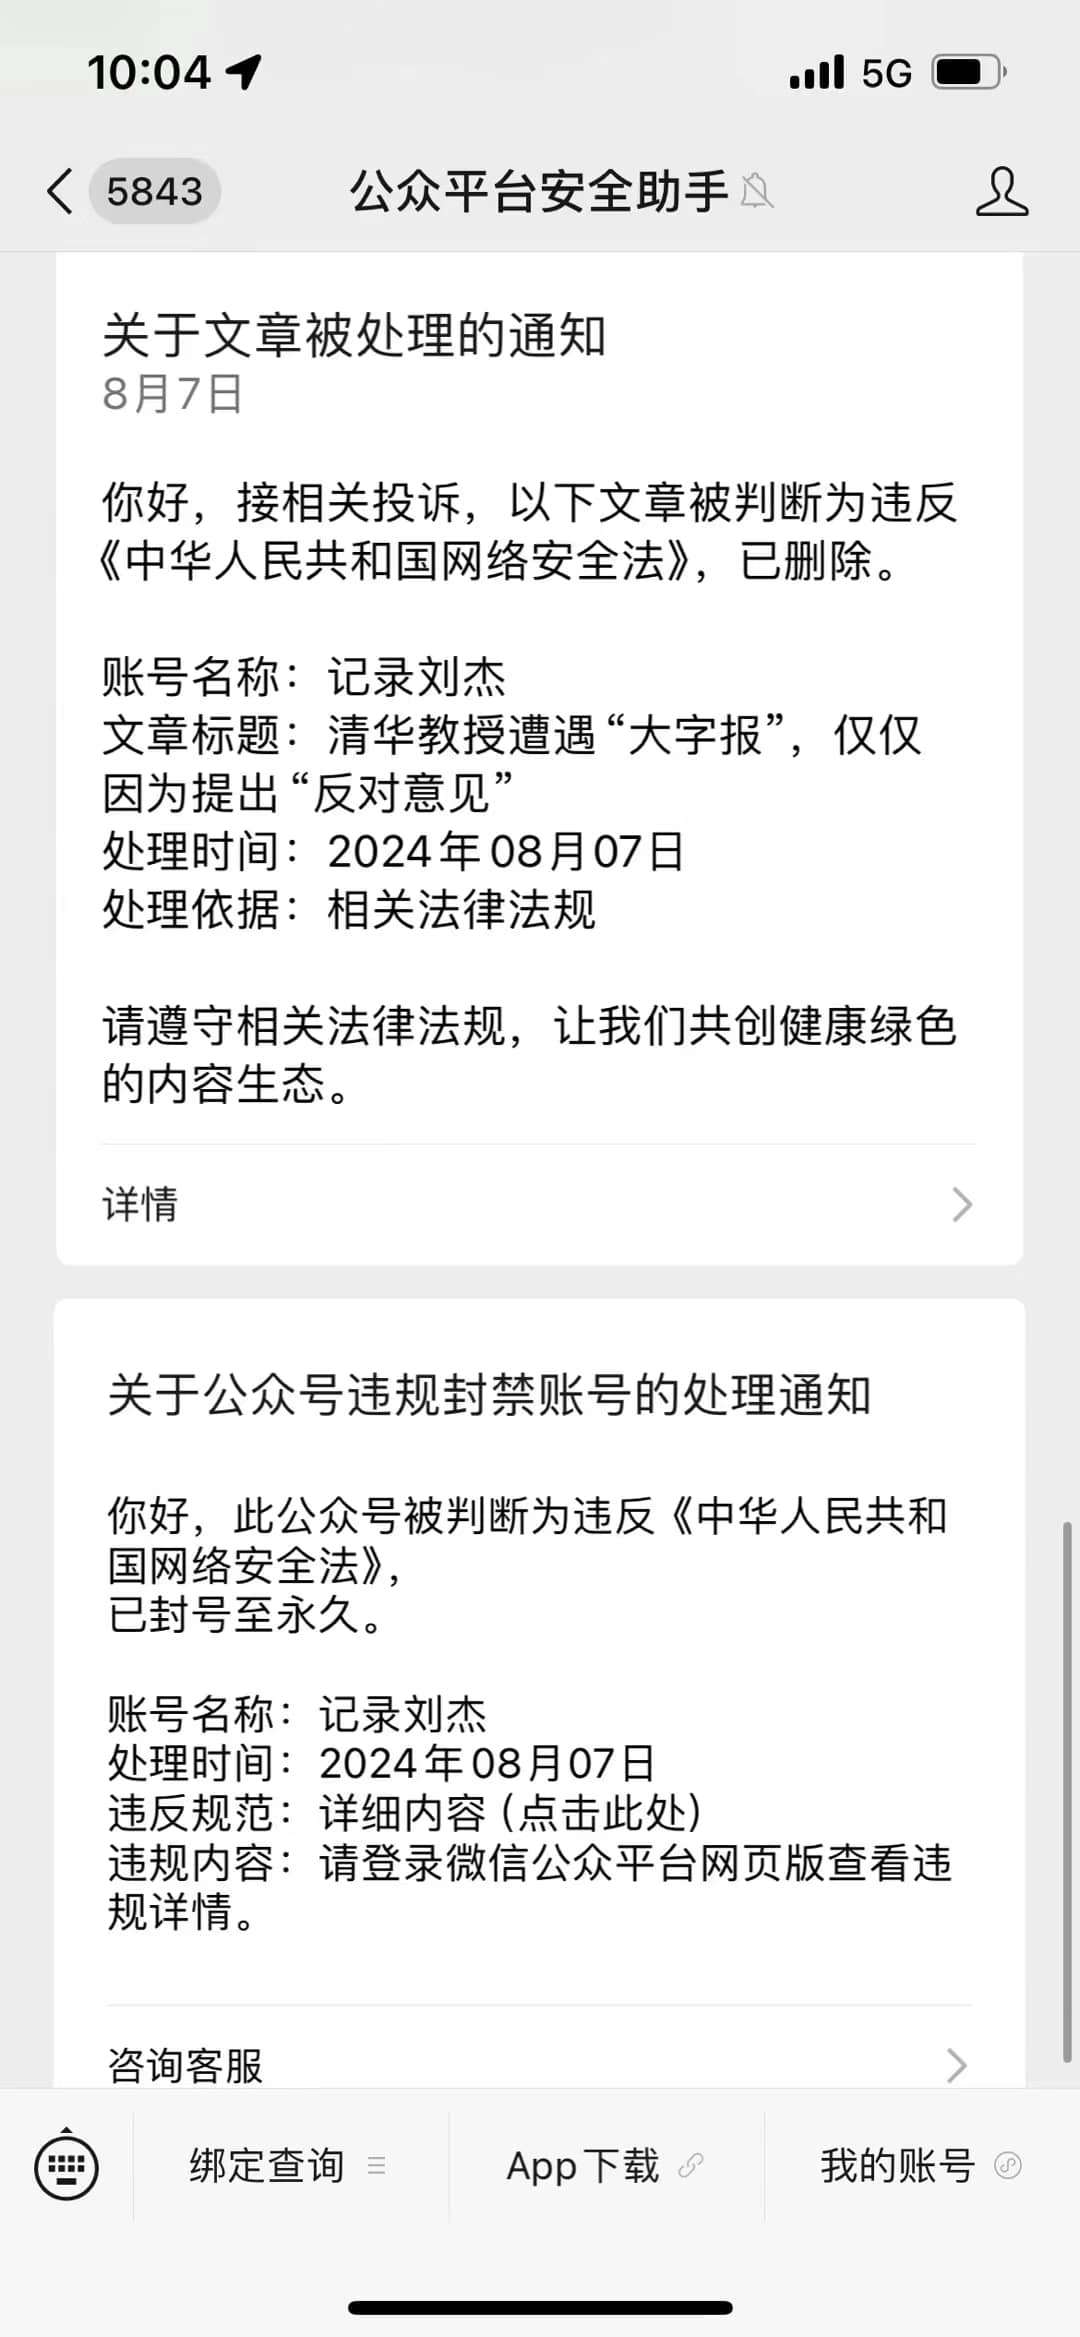 10:04
5G
5843
公众平台安全助手
关于文章被处理的通知
8月7日
你好，接相关投诉，以下文章被判断为违反
《中华人民共和国网络安全法》，已删除。
账号名称：记录刘杰
文章标题：清华教授遭遇“大字报”，仅仅
因为提出“反对意见”
处理时间：2024年08月07日
处理依据：相关法律法规
请遵守相关法律法规，让我们共创健康绿色
的内容生态。
详情
关于公众号违规封禁账号的处理通知
你好，此公众号被判断为违反《中华人民共和
国网络安全法》，
已封号至永久。
账号名称：记录刘杰
处理时间：2024年08月07日
违反规范：详细内容（点击此处）
违规内容：请登录微信公众平台网页版查看违
规详情。
咨询客服
绑定查询
App下载
我的账号